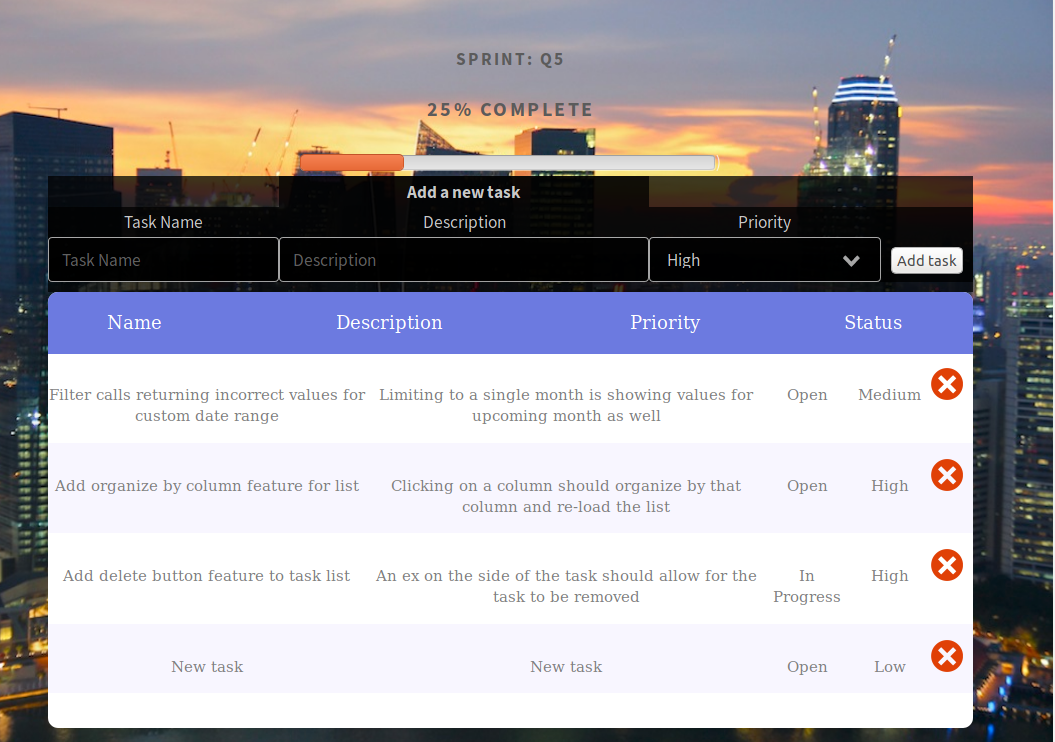 SPRINT: Q5
25% COMPLETE
Add a new task
Task Name Description Priority
Task Name Description High Add task
Name Description Priority Status
Filter calls returning incorrect values for Limiting to a single month is showing values for Open Medium
custom date range upcoming month as well
Add organize by column feature for list Clicking on a column should organize by that Open High
column and re-load the list
Add delete button feature to task list An ex on the side of the task should allow for the In High
task to be removed Progress
New task New task Open Low